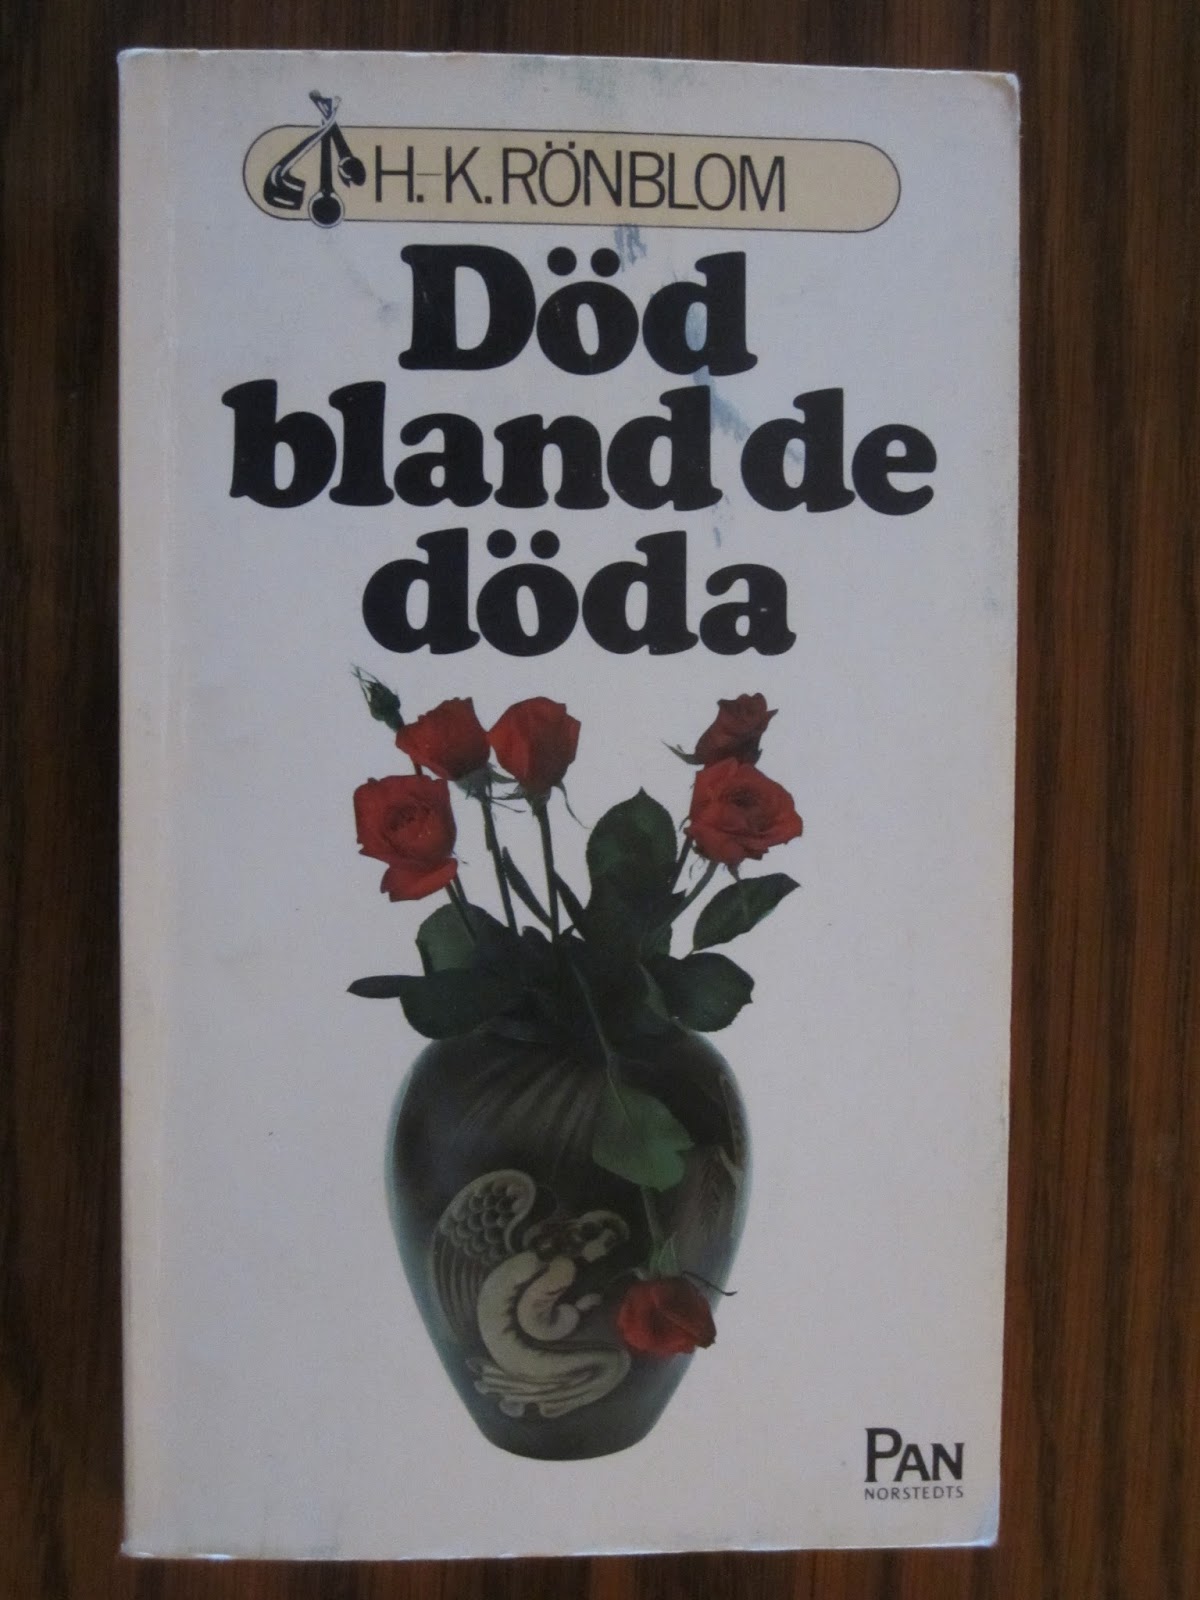 H.-K. RÖNBLOM
Död
bland de
döda
PAN
NORSTEDTS